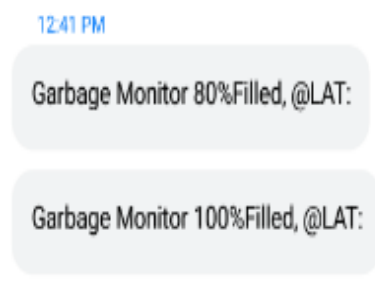 12:41 PM
Garbage Monitor 80%Filled, @LAT:
Garbage Monitor 100%Filled, @LAT: